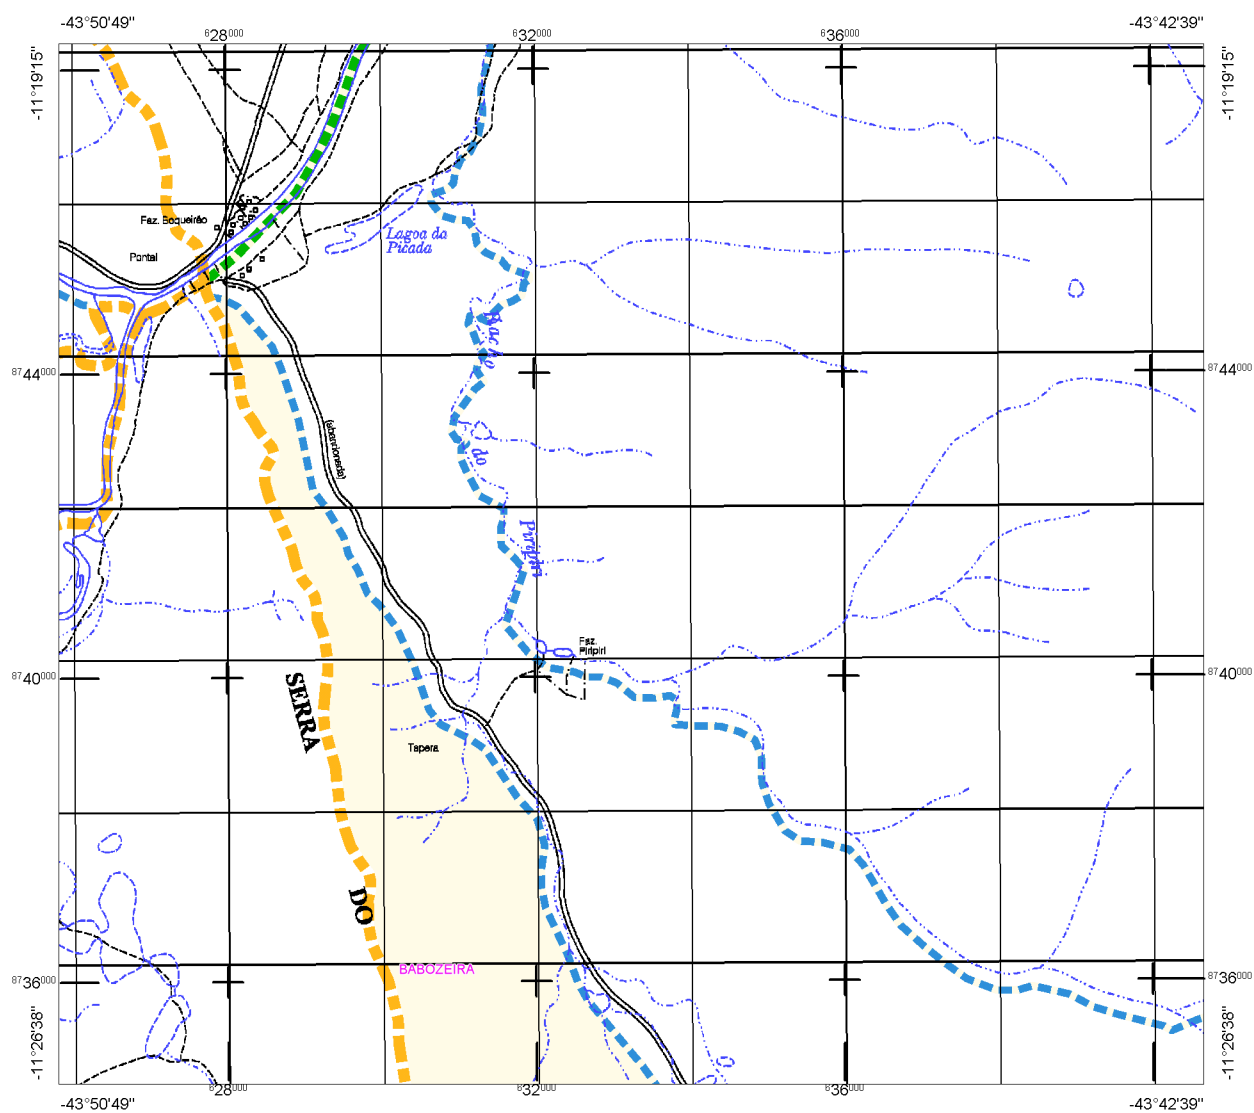 -43°50'49" -43°42'39"
628000 632000 636000
-11°19'15" -11°19'15"
Faz. Boqueirão
Lagoa da
Picada
Pontal
Riacho
8744000 8744000
(abandonada)
do
Piripiri
Faz.
Piripiri
8740000 8740000
SERRA
Tapera
DO
BABOZEIRA
8736000 8736000
-11°26'38" -11°26'38"
628000 632000 636000
-43°50'49" -43°42'39"